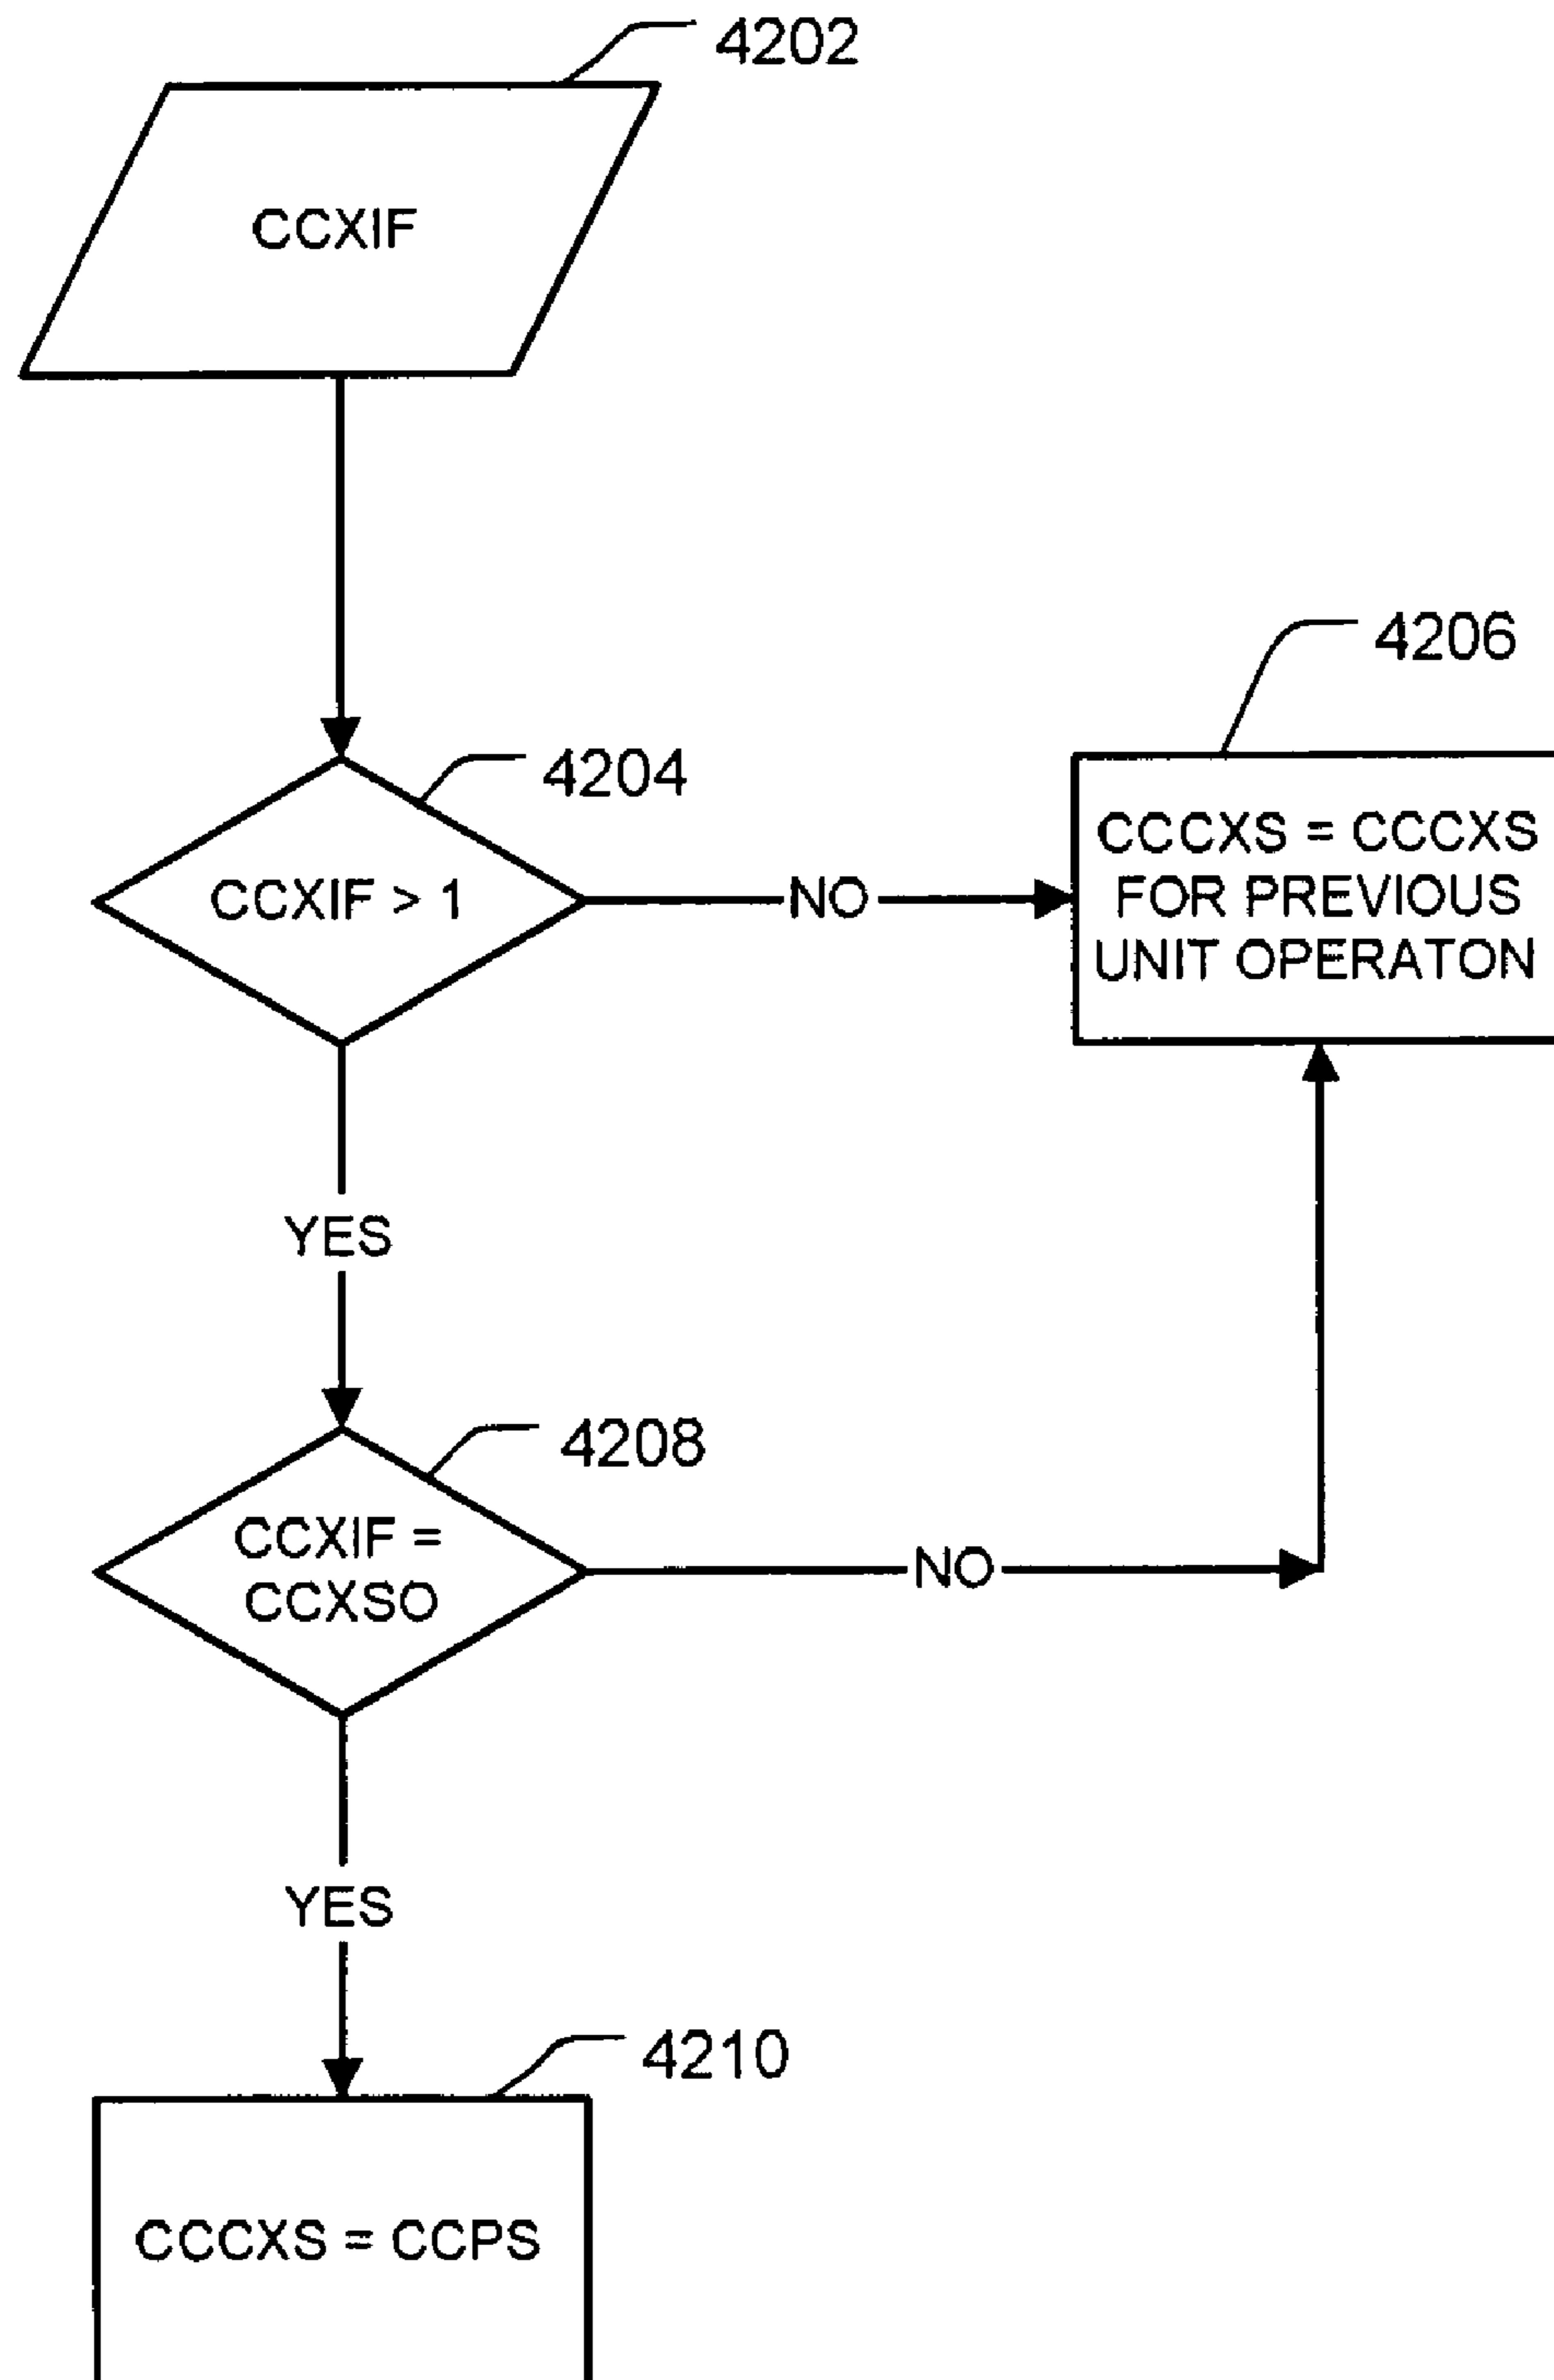 4202
CCXIF
4206
4204
CCXIF > 1
NO
CCCXS = CCCXS
FOR PREVIOUS
UNIT OPERATON
YES
4208
CCXIF =
CCXSO
NO
YES
4210
CCCXS = CCPS